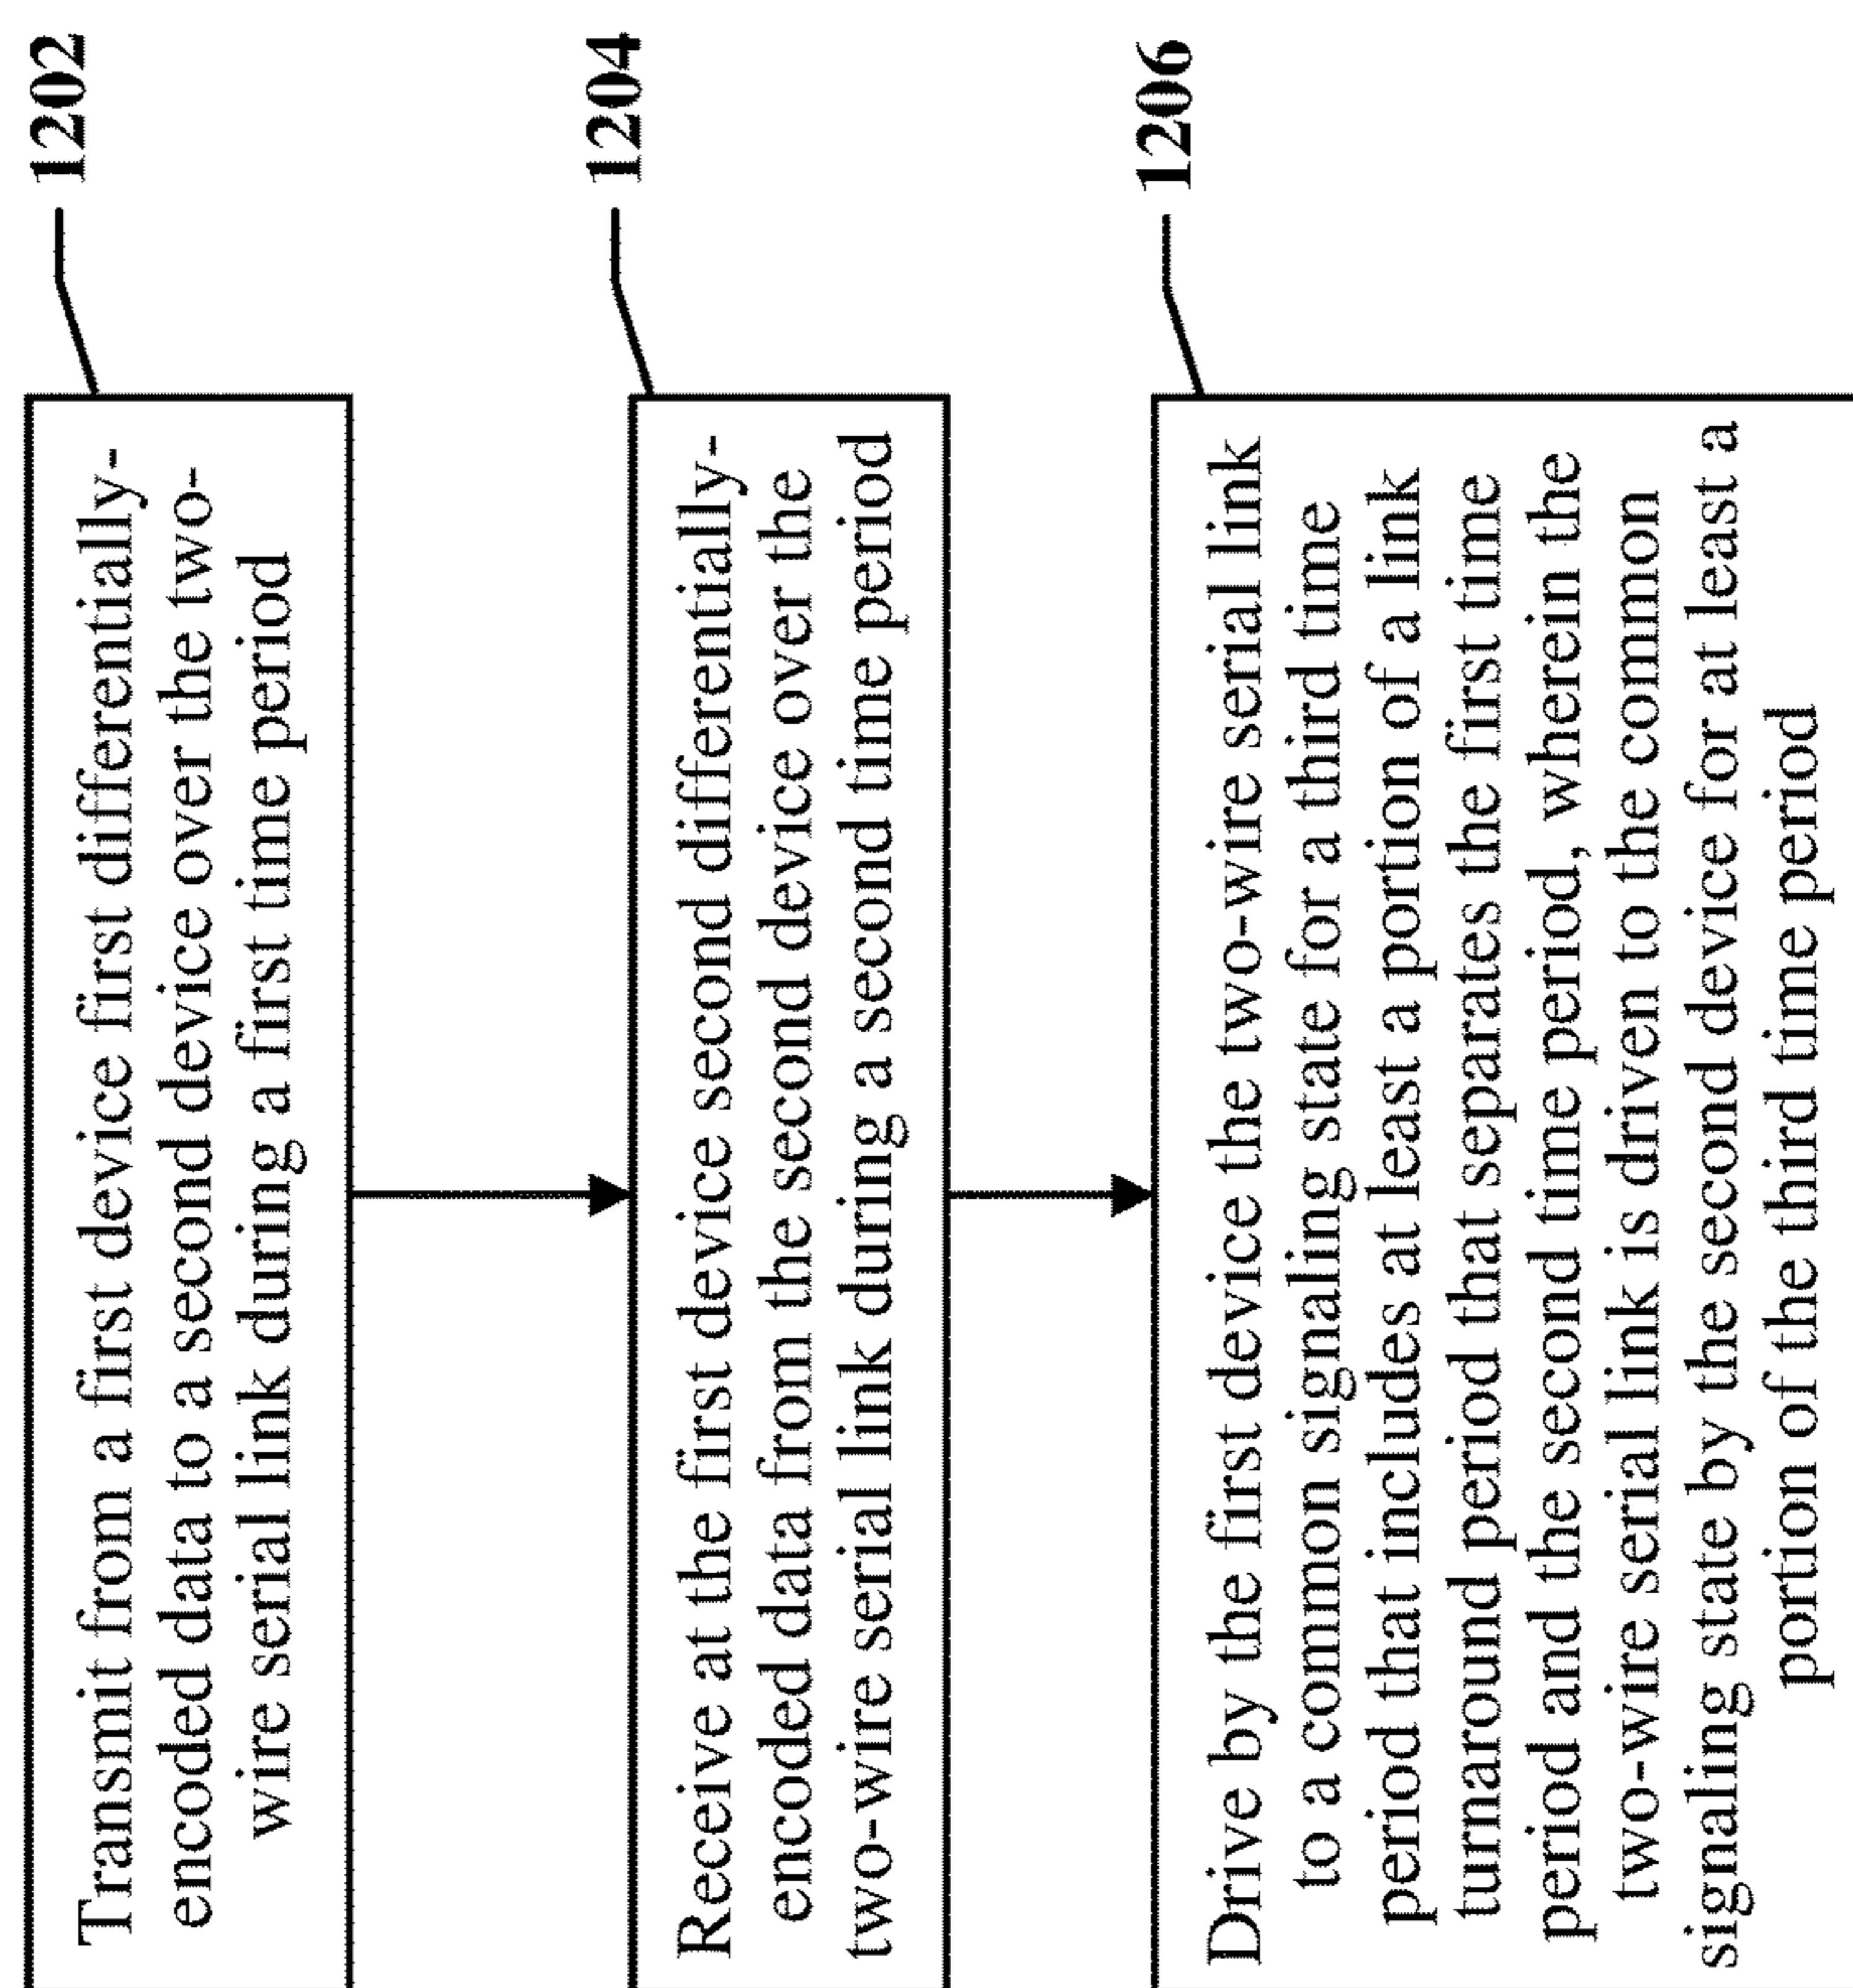 1202
Transmit from a first device first differentially-
encoded data to a second device over the two-
wire serial link during a first time period
1204
Receive at the first device second differentially-
encoded data from the second device over the
two-wire serial link during a second time period
1206
Drive by the first device the two-wire serial link
to a common signaling state for a third time
period that includes at least a portion of a link
turnaround period that separates the first time
period and the second time period, wherein the
two-wire serial link is driven to the common
signaling state by the second device for at least a
portion of the third time period